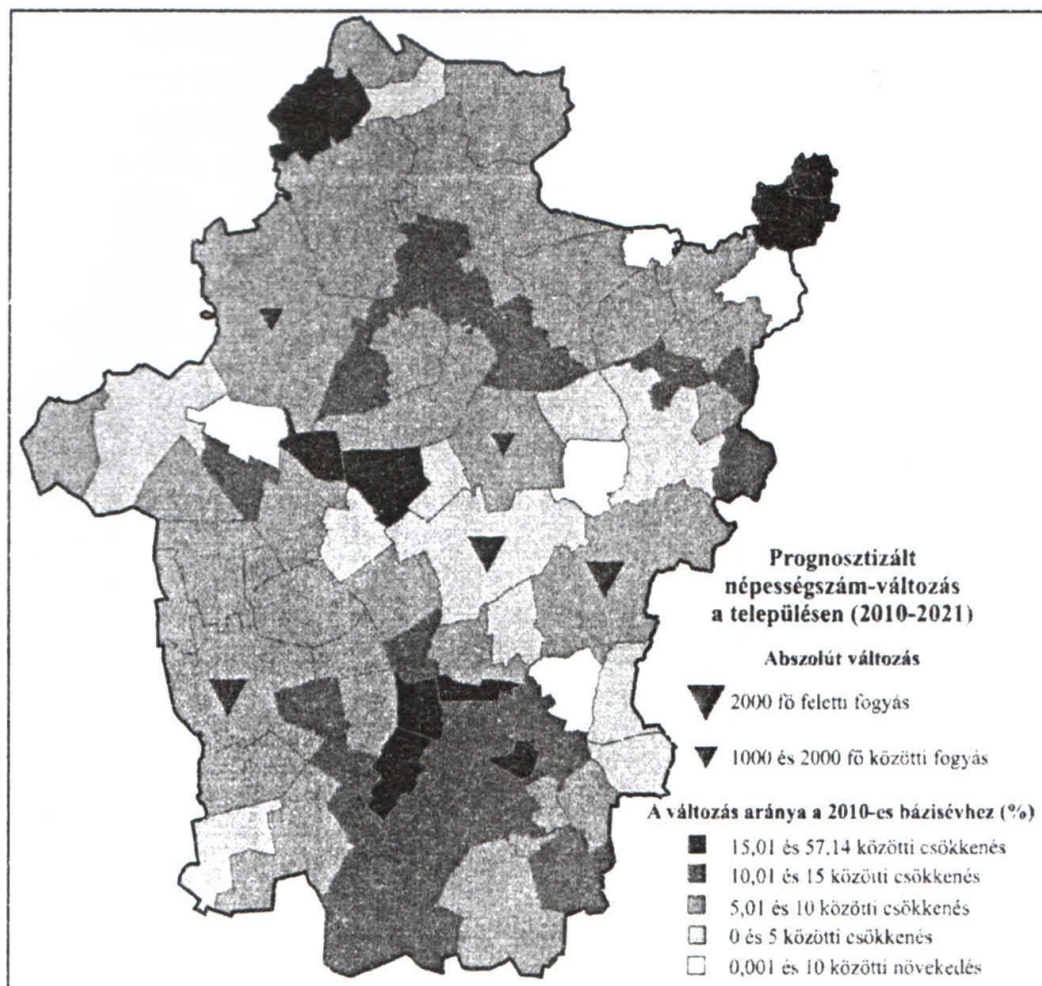 Prognosztizált
népességszám-változás
a településen (2010-2021)
Abszolút változás
2000 fő feletti fogyás
1000 és 2000 fő közötti fogyás
A változás aránya a 2010-es bázisévhez (%)
15,01 és 57,14 közötti csökkenés
10,01 és 15 közötti csökkenés
5,01 és 10 közötti csökkenés
0 és 5 közötti csökkenés
0,001 és 10 közötti növekedés